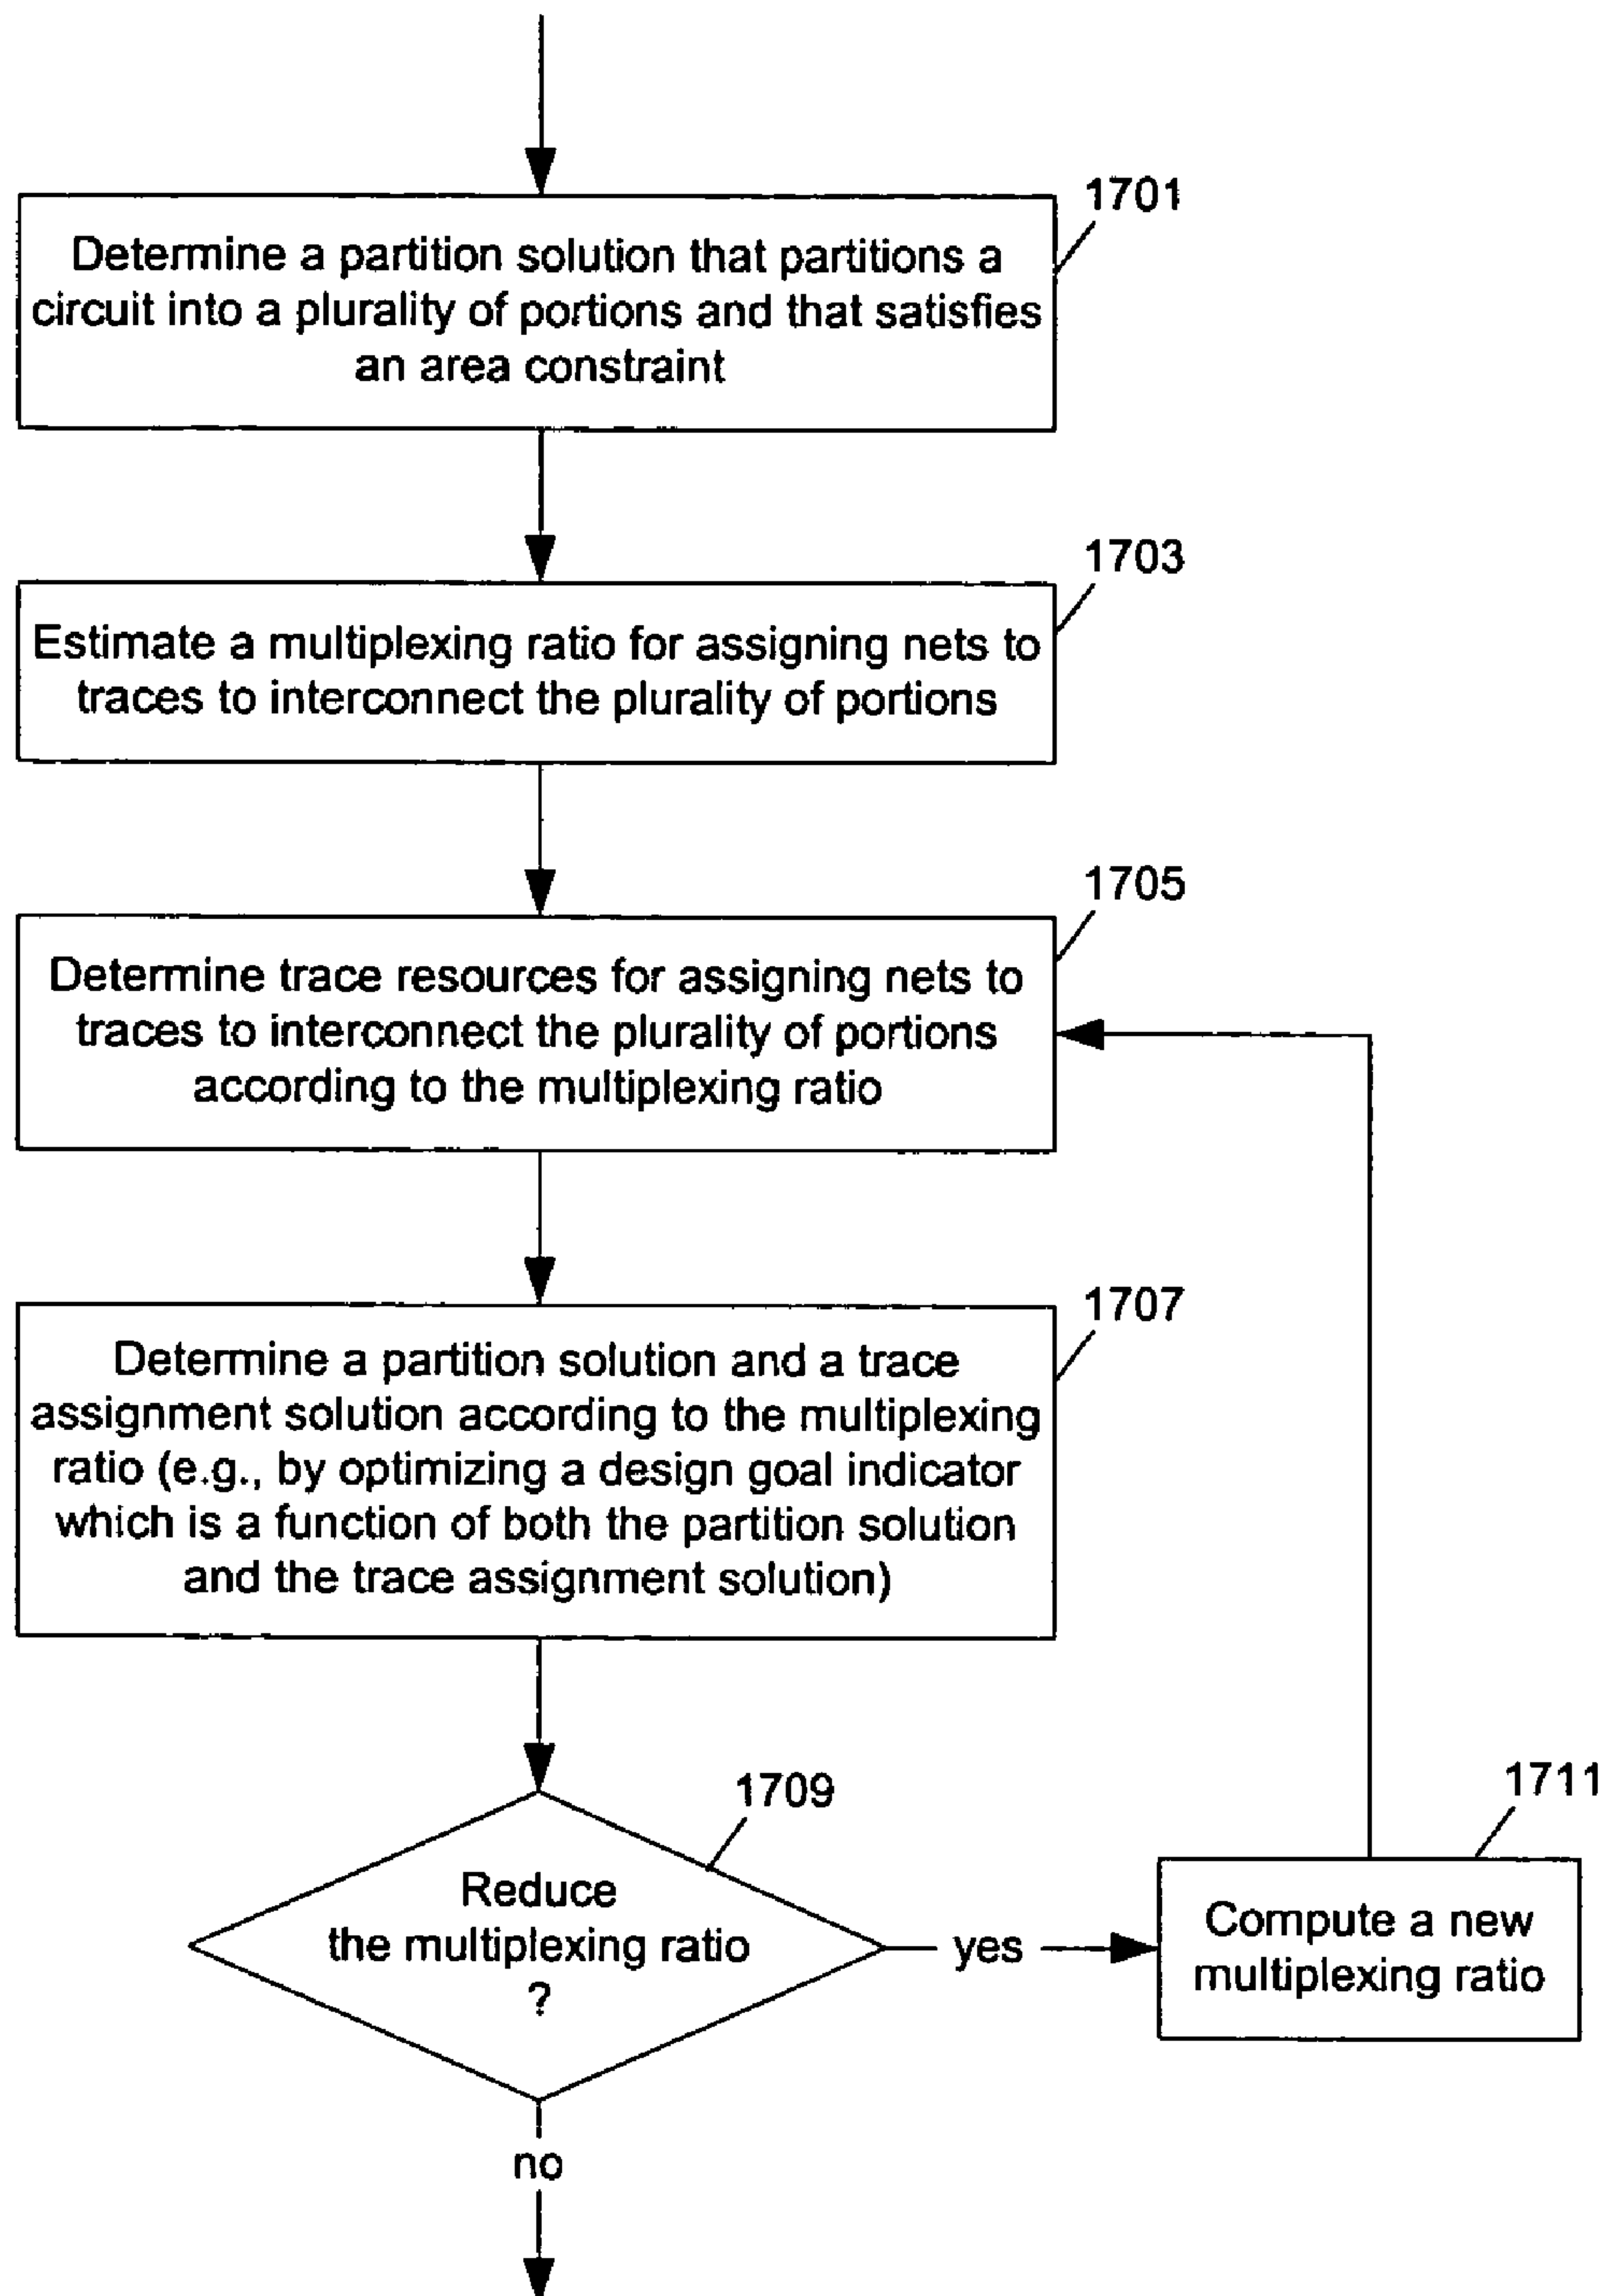 1701
Determine a partition solution that partitions a
circuit into a plurality of portions and that satisfies
an area constraint
1703
Estimate a multiplexing ratio for assigning nets to
traces to interconnect the plurality of portions
1705
Determine trace resources for assigning nets to
traces to interconnect the plurality of portions
according to the multiplexing ratio
1707
Determine a partition solution and a trace
assignment solution according to the multiplexing
ratio (e.g., by optimizing a design goal indicator
which is a function of both the partition solution
and the trace assignment solution)
1709
Reduce
the multiplexing ratio
?
yes
1711
Compute a new
multiplexing ratio
no